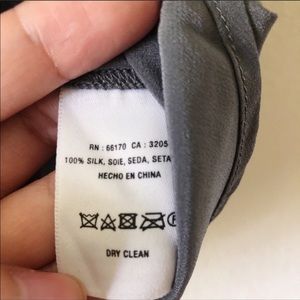 RN : 66170 CA : 3205
100% SILK, SOIE, SEDA, SETA
HECHO EN CHINA
DRY CLEAN